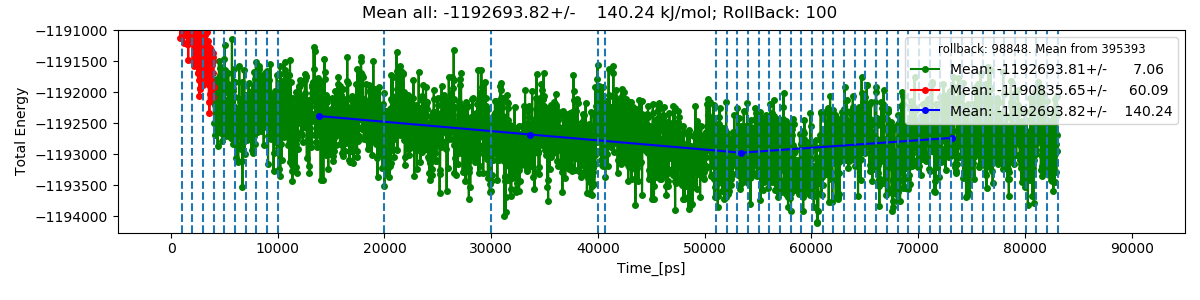 Mean all: -1192693.82+/- 140.24 kJ/mol; RollBack: 100
rollback: 98848. Mean from 395393
Mean: -1192693.81+/- 7.06
Mean: -1190835.65+/- 60.09
Mean: -1192693.82+/- 140.24
Total Energy
−1191000
−1191500
−1192000
−1192500
−1193000
−1193500
−1194000
0 10000 20000 30000 40000 50000 60000 70000 80000 90000
Time_[ps]